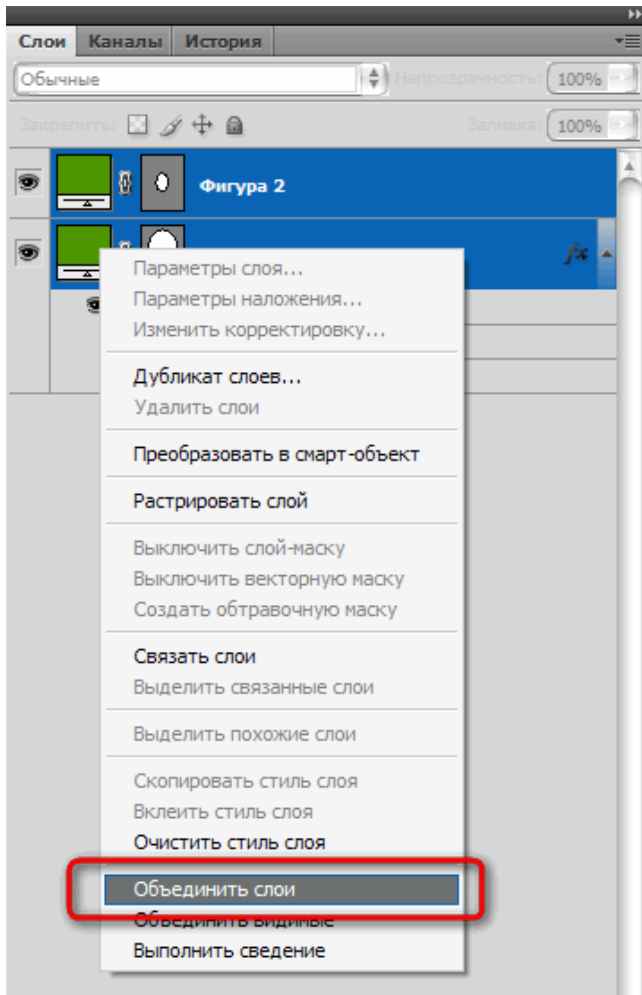 Слои Каналы История
Обычные Непрозрачность: 100%
Закрепить: Заливка: 100%
Фигура 2
fx
Параметры слоя...
Параметры наложения...
Изменить корректировку...
Дубликат слоев...
Удалить слои
Преобразовать в смарт-объект
Растрировать слой
Выключить слой-маску
Выключить векторную маску
Создать обтравочную маску
Связать слои
Выделить связанные слои
Выделить похожие слои
Скопировать стиль слоя
Вклеить стиль слоя
Очистить стиль слоя
Объединить слои
Объединить видимые
Выполнить сведение